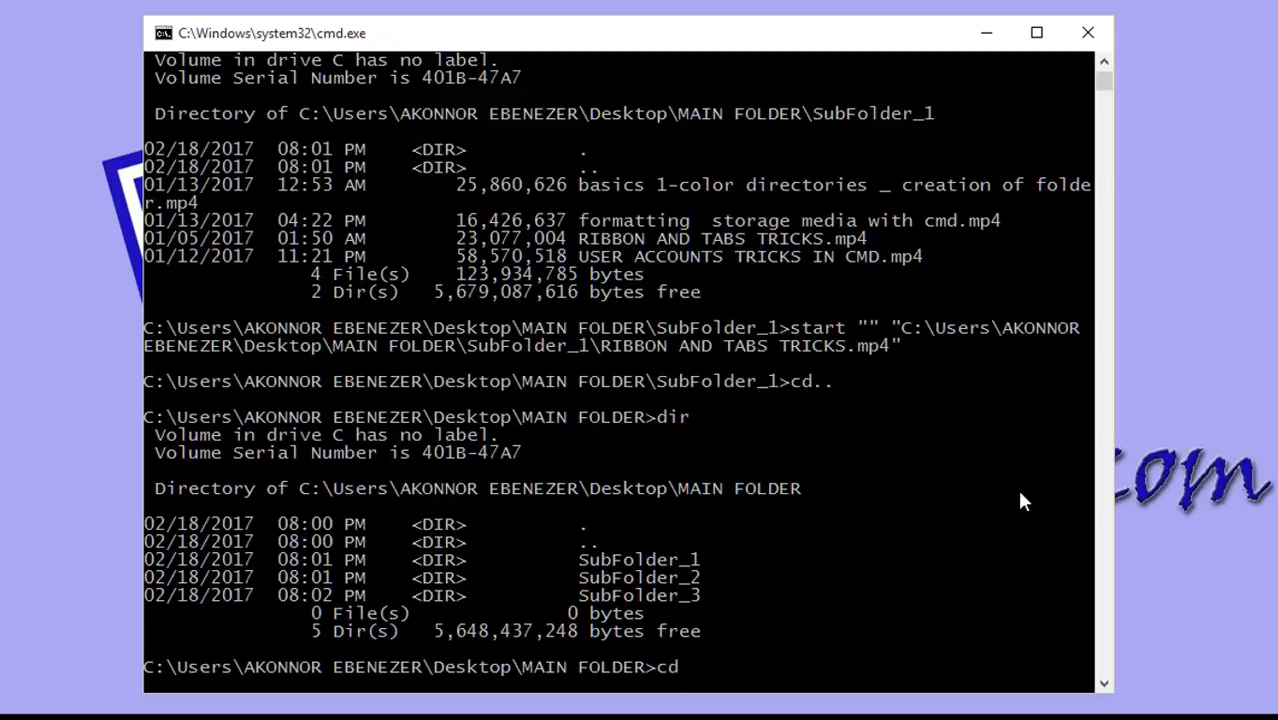 C:\Windows\system32\cmd.exe
Volume in drive C has no label.
Volume Serial Number is 401B-47A7
Directory of C:\Users\AKONNOR EBENEZER\Desktop\MAIN FOLDER\SubFolder_1
02/18/2017  08:01 PM    <DIR>          .
02/18/2017  08:01 PM    <DIR>          ..
01/13/2017  12:53 AM        25,860,626 basics 1-color directories _ creation of folde
r.mp4
01/13/2017  04:22 PM        16,426,637 formatting  storage media with cmd.mp4
01/05/2017  01:50 AM        23,077,004 RIBBON AND TABS TRICKS.mp4
01/12/2017  11:21 PM        58,570,518 USER ACCOUNTS TRICKS IN CMD.mp4
4 File(s)    123,934,785 bytes
2 Dir(s)   5,679,087,616 bytes free
C:\Users\AKONNOR EBENEZER\Desktop\MAIN FOLDER\SubFolder_1>start "" "C:\Users\AKONNOR
EBENEZER\Desktop\MAIN FOLDER\SubFolder_1\RIBBON AND TABS TRICKS.mp4"
C:\Users\AKONNOR EBENEZER\Desktop\MAIN FOLDER\SubFolder_1>cd..
C:\Users\AKONNOR EBENEZER\Desktop\MAIN FOLDER>dir
Volume in drive C has no label.
Volume Serial Number is 401B-47A7
Directory of C:\Users\AKONNOR EBENEZER\Desktop\MAIN FOLDER
02/18/2017  08:00 PM    <DIR>          .
02/18/2017  08:00 PM    <DIR>          ..
02/18/2017  08:01 PM    <DIR>          SubFolder_1
02/18/2017  08:01 PM    <DIR>          SubFolder_2
02/18/2017  08:02 PM    <DIR>          SubFolder_3
0 File(s)              0 bytes
5 Dir(s)   5,648,437,248 bytes free
C:\Users\AKONNOR EBENEZER\Desktop\MAIN FOLDER>cd
.com